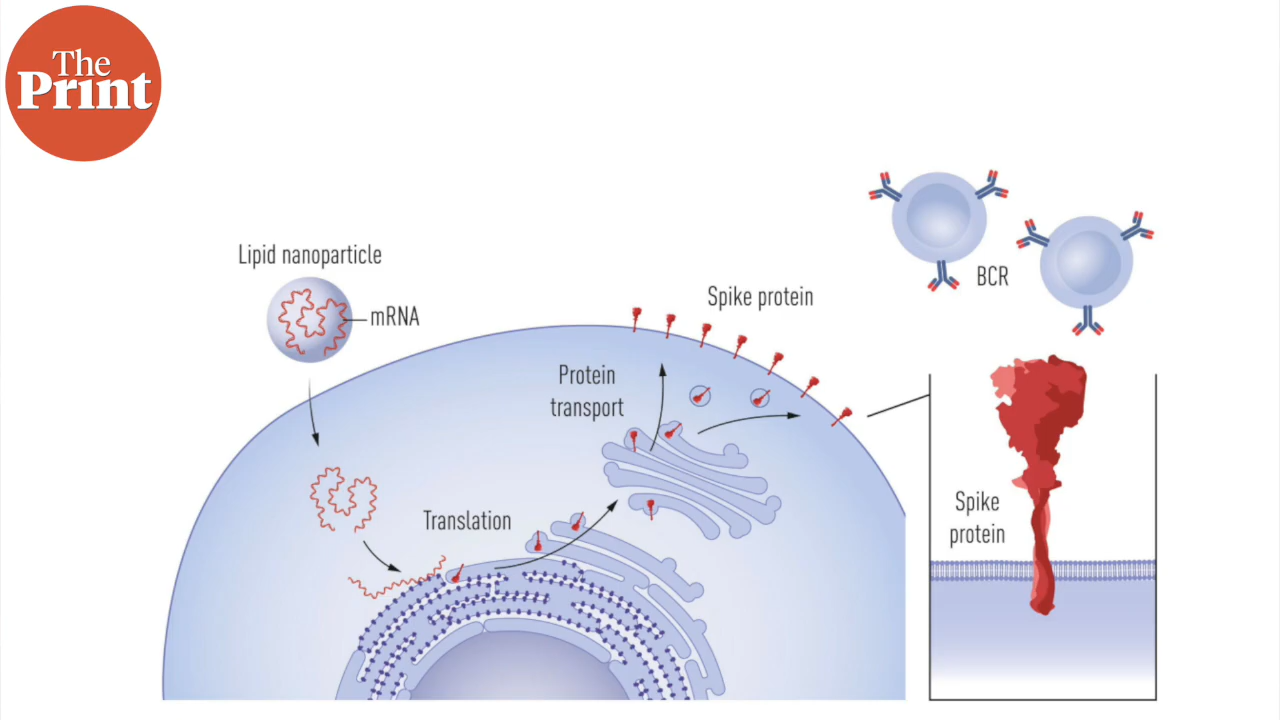 The
Print
Lipid nanoparticle
mRNA
Spike protein
BCR
Protein
transport
Translation
Spike
protein